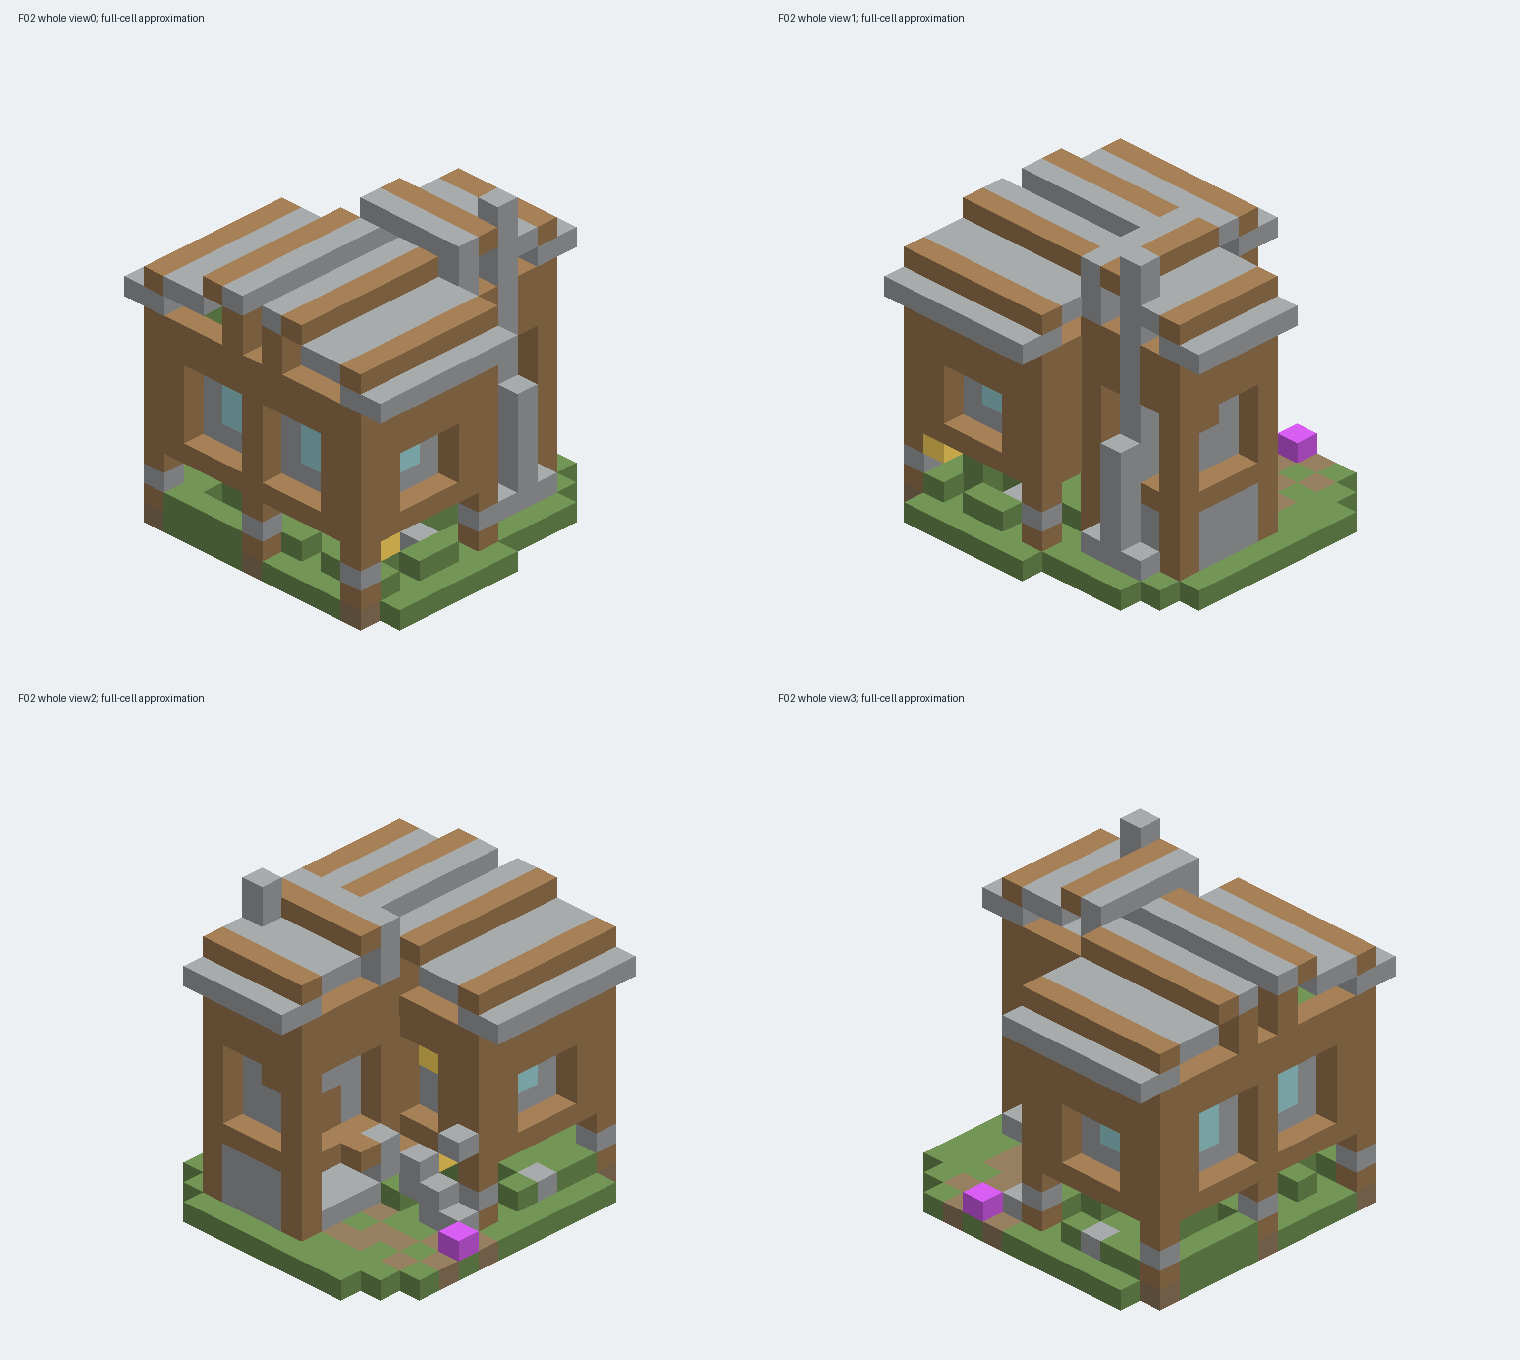 F02 whole view0; full-cell approximation
F02 whole view1; full-cell approximation
F02 whole view2; full-cell approximation
F02 whole view3; full-cell approximation